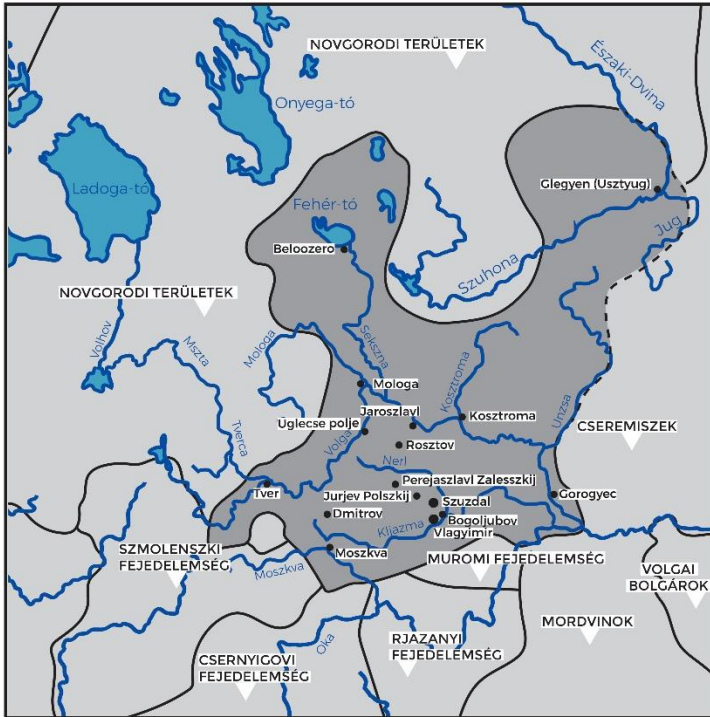 NOVGORODI TERÜLETEK
Északi-Dvina
Onyega-tó
Ladoga-tó
Glegyen (Usztyug)
Fehér-tó
Jug
Beloozero
Szuhona
NOVGORODI TERÜLETEK
Volhov
Mszta
Mologa
Sekszna
Kosztroma
Mologa
Unzsa
Jaroszlavl
Kosztroma
Uglecse polje
Volga
CSEREMISZEK
Tverca
Rosztov
Nerl
Perejaszlavl Zalesszkij
Tver
Jurjev Polszkij
Szuzdal
Gorogyec
Dmitrov
Bogoljubov
Kljazma
Vlagyimir
Moszkva
SZMOLENSZKI
FEJEDELEMSÉG
MUROMI FEJEDELEMSÉG
Moszkva
VOLGAI
BOLGÁROK
MORDVINOK
Oka
RJAZANYI
FEJEDELEMSÉG
CSERNYIGOVI
FEJEDELEMSÉG